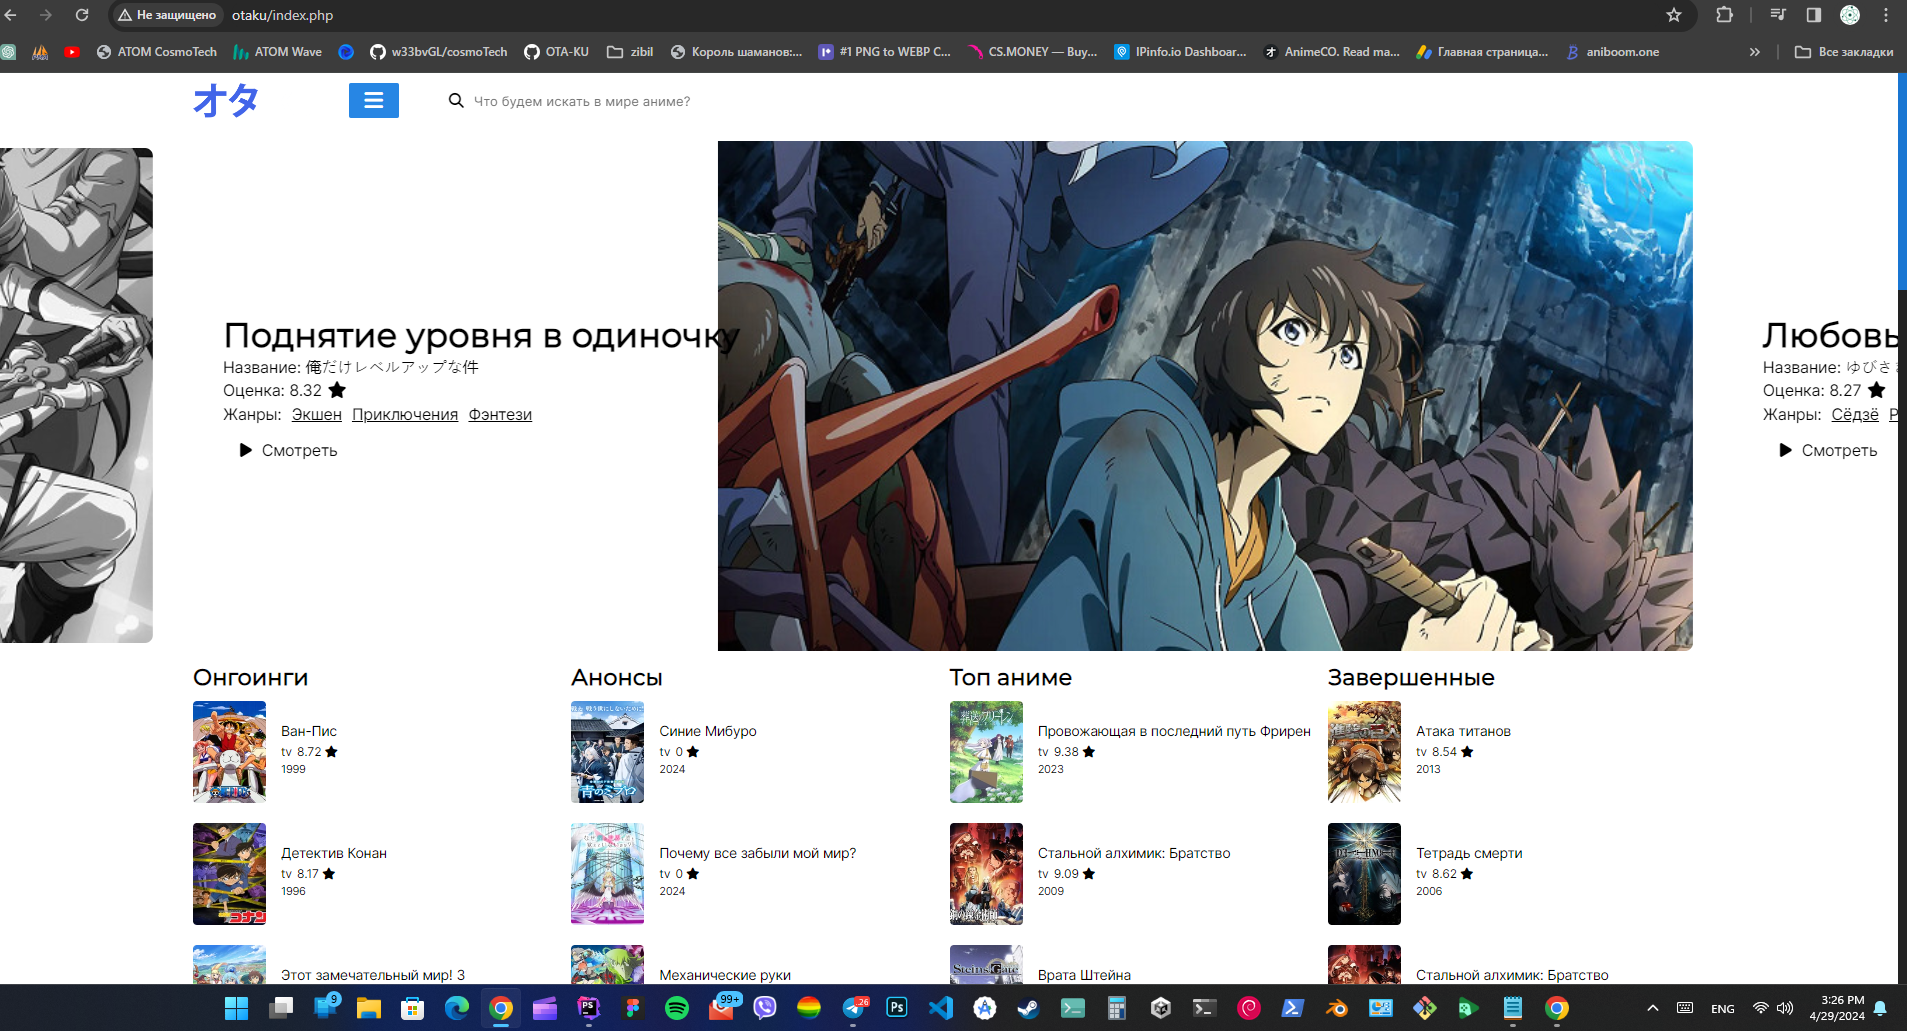 Не защищено
otaku/index.php
ATOM CosmoTech
ATOM Wave
w33bvGL/cosmoTech
OTA-KU
zibil
Король шаманов:...
#1 PNG to WEBP C...
CS.MONEY — Buy...
IPinfo.io Dashboar...
AnimeCO. Read ma...
Главная страница...
aniboom.one
Все закладки
オタ
Что будем искать в мире аниме?
Поднятие уровня в одиночку
Название: 俺だけレベルアップな件
Оценка: 8.32
Жанры: Экшен Приключения Фэнтези
Смотреть
Любовь
Название: ゆびさ
Оценка: 8.27
Жанры: Сёдзё Р
Смотреть
Онгоинги
Ван-Пис
tv 8.72
1999
Детектив Конан
tv 8.17
1996
Этот замечательный мир! 3
Анонсы
Синие Мибуро
tv 0
2024
Почему все забыли мой мир?
tv 0
2024
Механические руки
Топ аниме
Провожающая в последний путь Фрирен
tv 9.38
2023
Стальной алхимик: Братство
tv 9.09
2009
Врата Штейна
Завершенные
Атака титанов
tv 8.54
2013
Тетрадь смерти
tv 8.62
2006
Стальной алхимик: Братство
9
PS
99+
26
Ps
ENG
3:26 PM
4/29/2024